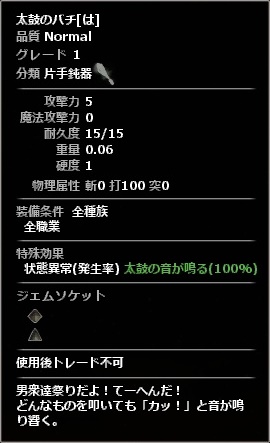 太鼓のバチ[は]
品質 Normal
グレード 1
分類 片手鈍器
攻撃力 5
魔法攻撃力 0
耐久度 15/15
重量 0.06
硬度 1
物理属性 斬0 打100 突0
装備条件 全種族
全職業
特殊効果
状態異常(発生率) 太鼓の音が鳴る(100%)
ジェムソケット
使用後トレード不可
男衆達祭りだよ!てーへんだ!
どんなものを叩いても「カッ!」と音が鳴
り響く。